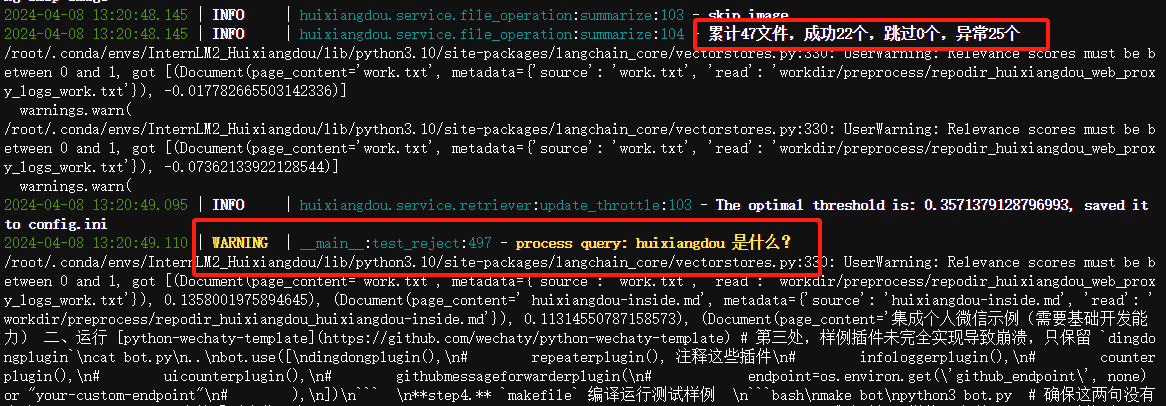 2024-04-08 13:20:48.145 | INFO     | huixiangdou.service.file_operation:summarize:103 - skip image
2024-04-08 13:20:48.145 | INFO     | huixiangdou.service.file_operation:summarize:104 - 累计47文件，成功22个，跳过0个，异常25个
/root/.conda/envs/InternLM2_Huixiangdou/lib/python3.10/site-packages/langchain_core/vectorstores.py:330: UserWarning: Relevance scores must be b
etween 0 and 1, got [(Document(page_content='work.txt', metadata={'source': 'work.txt', 'read': 'workdir/preprocess/repodir_huixiangdou_web_prox
y_logs_work.txt'}), -0.017782665503142336)]
  warnings.warn(
/root/.conda/envs/InternLM2_Huixiangdou/lib/python3.10/site-packages/langchain_core/vectorstores.py:330: UserWarning: Relevance scores must be b
etween 0 and 1, got [(Document(page_content='work.txt', metadata={'source': 'work.txt', 'read': 'workdir/preprocess/repodir_huixiangdou_web_prox
y_logs_work.txt'}), -0.07362133922128544)]
  warnings.warn(
2024-04-08 13:20:49.095 | INFO     | huixiangdou.service.retriever:update_throttle:103 - The optimal threshold is: 0.3571379128796993, saved it
to config.ini
2024-04-08 13:20:49.110 | WARNING  | __main__:test_reject:497 - process query: huixiangdou 是什么？
/root/.conda/envs/InternLM2_Huixiangdou/lib/python3.10/site-packages/langchain_core/vectorstores.py:330: UserWarning: Relevance scores must be b
etween 0 and 1, got [(Document(page_content='work.txt', metadata={'source': 'work.txt', 'read': 'workdir/preprocess/repodir_huixiangdou_web_prox
y_logs_work.txt'}), 0.1358001975894645), (Document(page_content=' huixiangdou-inside.md', metadata={'source': 'huixiangdou-inside.md', 'read': '
workdir/preprocess/repodir_huixiangdou_huixiangdou-inside.md'}), 0.11314550787158573), (Document(page_content='集成个人微信示例（需要基础开发能
力） 二、运行 [python-wechaty-template](https://github.com/wechaty/python-wechaty-template) # 第三处，样例插件未完全实现导致崩溃，只保留 `dingdo
ngplugin`\ncat bot.py\n..\nbot.use([\ndingdongplugin(),\n#       repeaterplugin(), 注释这些插件\n#       infologgerplugin(),\n#       counter
plugin(),\n#       uicounterplugin(),\n#       githubmessageforwarderplugin(\n#           endpoint=os.environ.get(\'github_endpoint\', none)
or "your-custom-endpoint"\n#       ),\n])\n```   \n**step4.** `makefile` 编译运行测试样例  \n```bash\nmake bot\npython3 bot.py  # 确保这两句没有